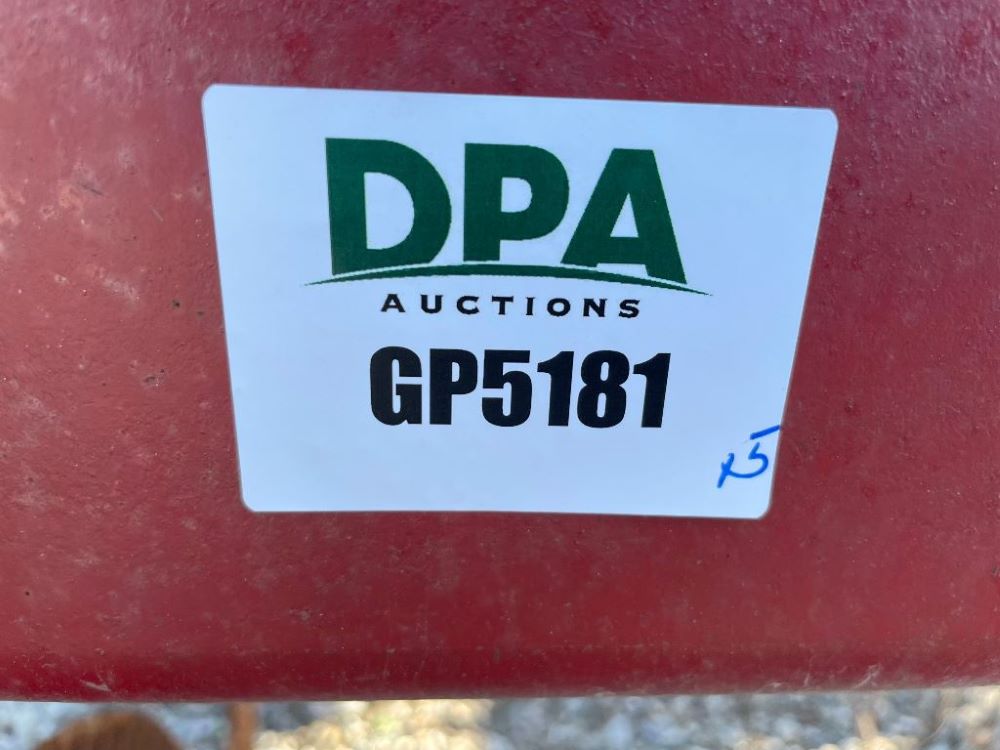 DPA
AUCTIONS
GP5181
x5